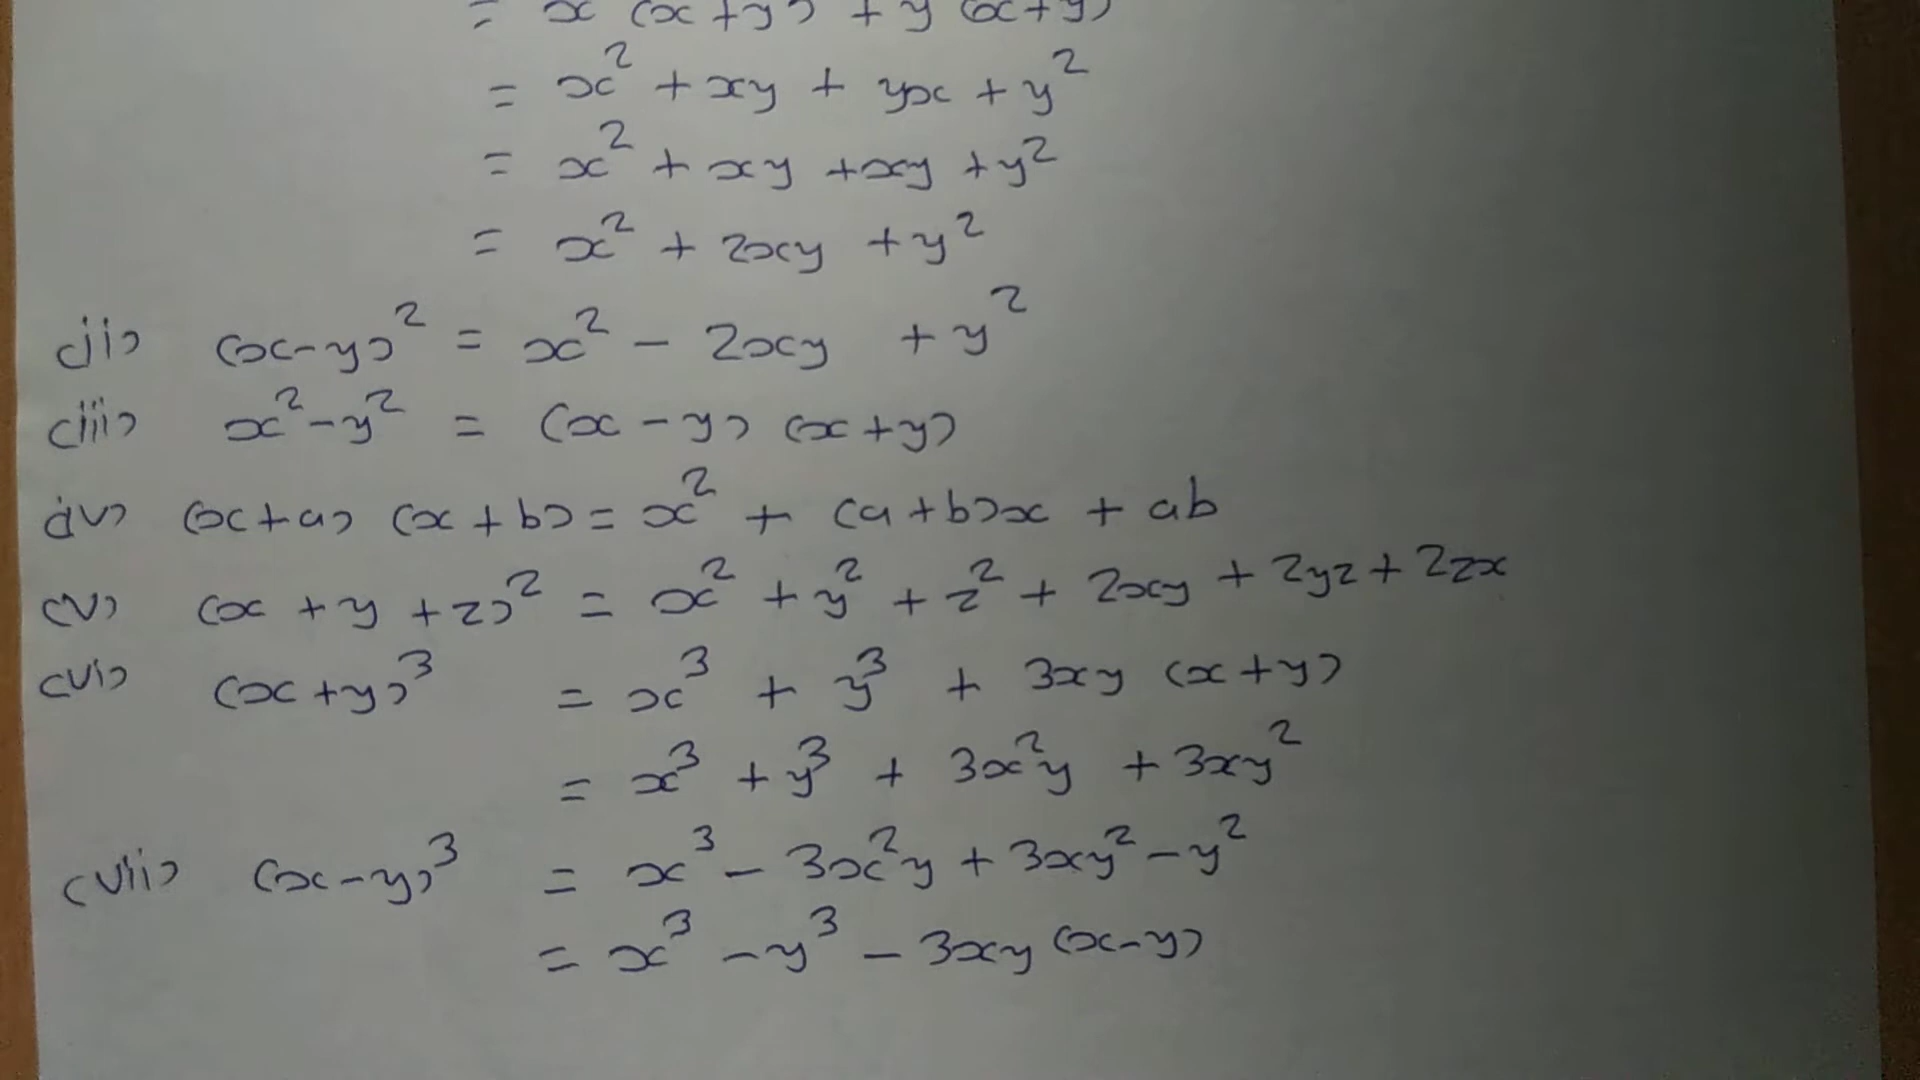 = x (x+y) + y (x+y)
= x² + xy + yx + y²
= x² + xy + xy + y²
= x² + 2xy + y²
(ii) (x-y)² = x² - 2xy + y²
(iii) x² - y² = (x - y) (x+y)
(iv) (x+a) (x+b) = x² + (a+b)x + ab
(v) (x + y + z)² = x² + y² + z² + 2xy + 2yz + 2zx
(vi) (x+y)³ = x³ + y³ + 3xy (x+y)
= x³ + y³ + 3x²y + 3xy²
(vii) (x-y)³ = x³ - 3x²y + 3xy² - y²
= x³ - y³ - 3xy (x-y)